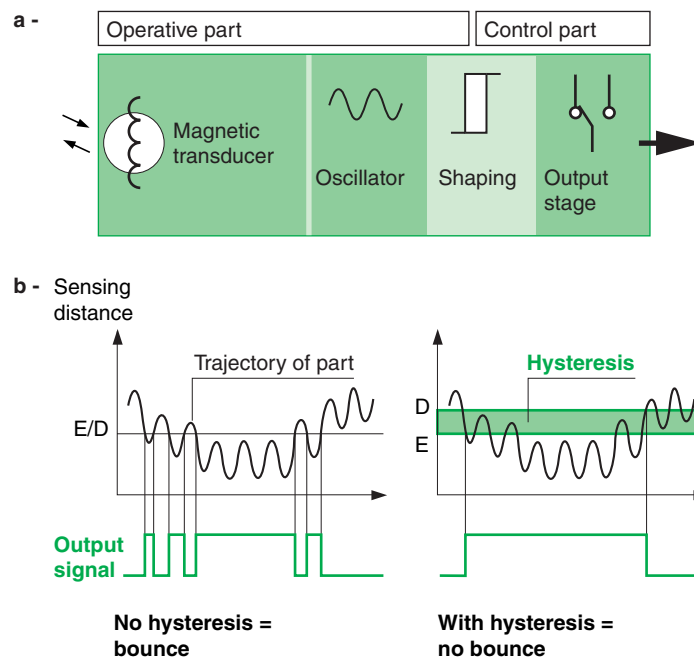 a -
Operative part
Control part
Magnetic
transducer
Oscillator
Shaping
Output
stage
b - Sensing
distance
Trajectory of part
E/D
Output
signal
No hysteresis =
bounce
Hysteresis
D
E
With hysteresis =
no bounce